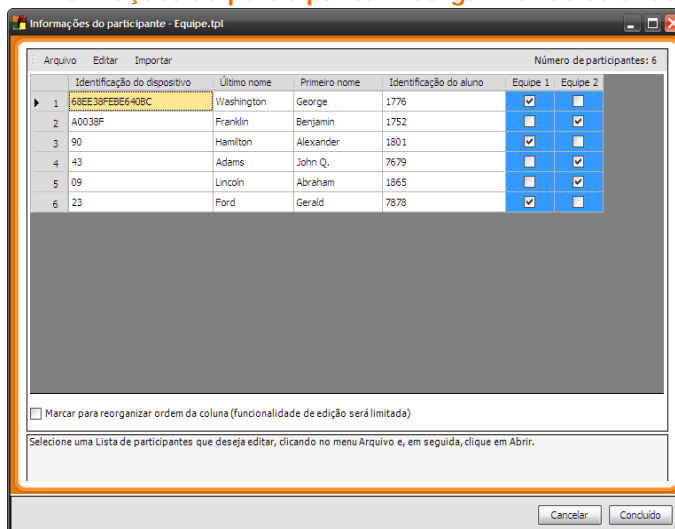 Informações do participante - Equipe.tpl
Arquivo Editar Importar Número de participantes: 6
Identificação do dispositivo Último nome Primeiro nome Identificação do aluno Equipe 1 Equipe 2
1 68EE38FEBE640BC Washington George 1776
2 A0038F Franklin Benjamin 1752
3 90 Hamilton Alexander 1801
4 43 Adams John Q. 7679
5 09 Lincoln Abraham 1865
6 23 Ford Gerald 7878
Marcar para reorganizar ordem da coluna (funcionalidade de edição será limitada)
Selecione uma Lista de participantes que deseja editar, clicando no menu Arquivo e, em seguida, clique em Abrir.
Cancelar Concluído